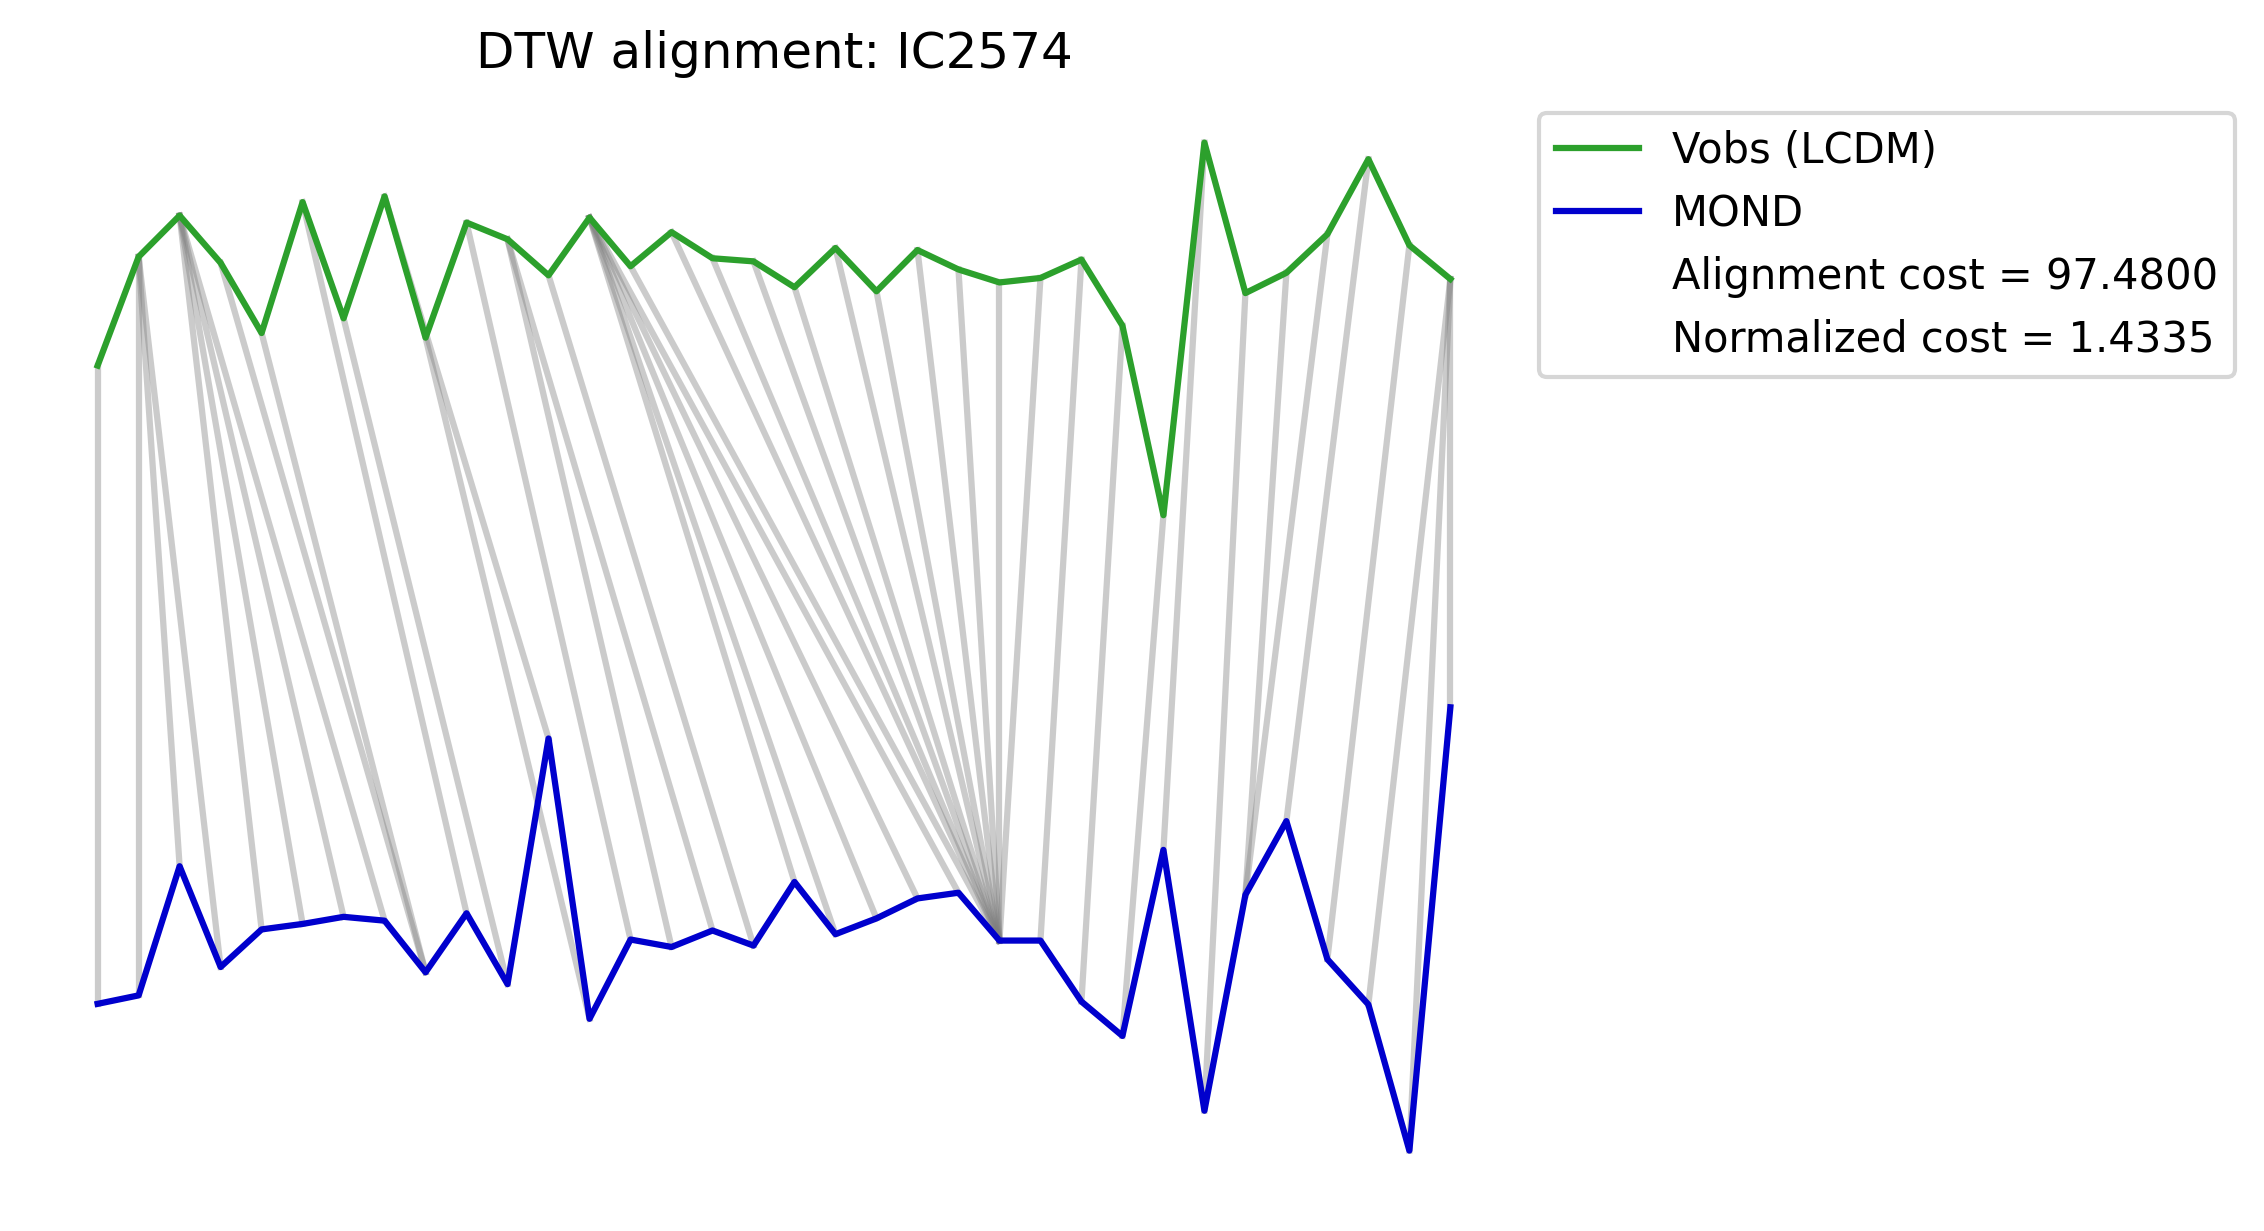 DTW alignment: IC2574
Vobs (LCDM)
MOND
Alignment cost = 97.4800
Normalized cost = 1.4335